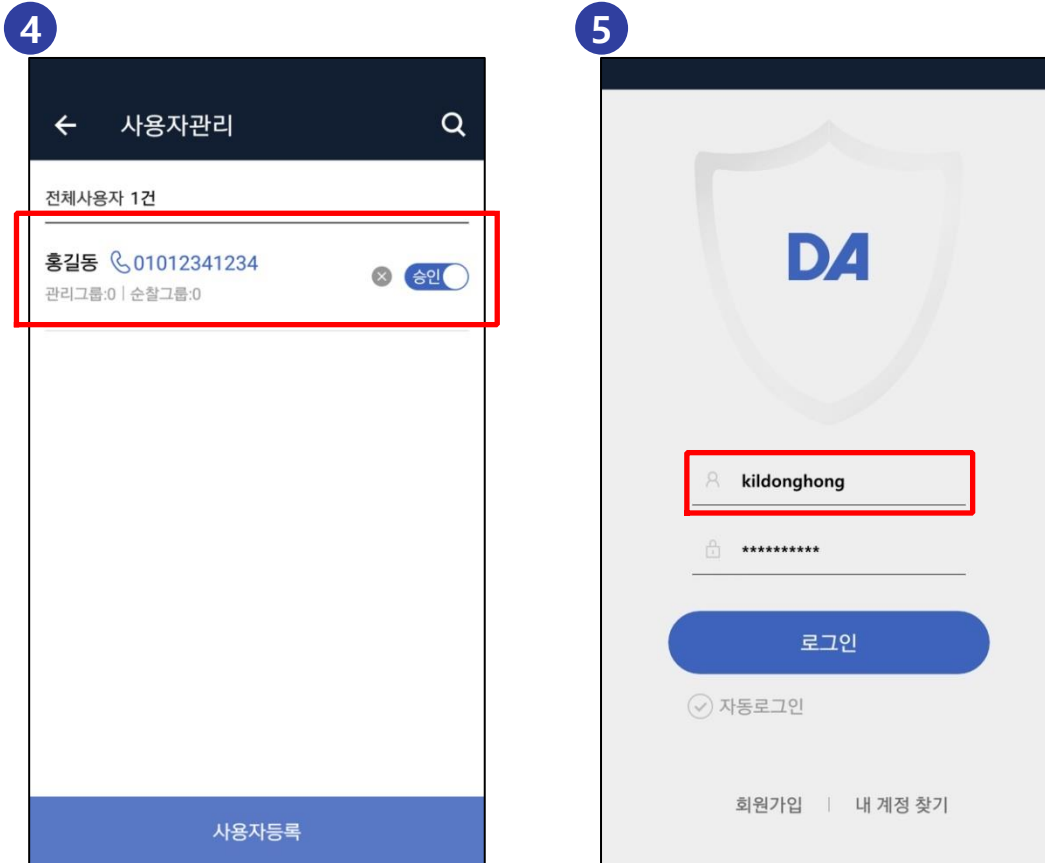 4
사용자관리
전체사용자 1건
홍길동 01012341234
승인
관리그룹:0 | 순찰그룹:0
사용자등록
5
DA
kildonghong
**********
로그인
자동로그인
회원가입 | 내 계정 찾기